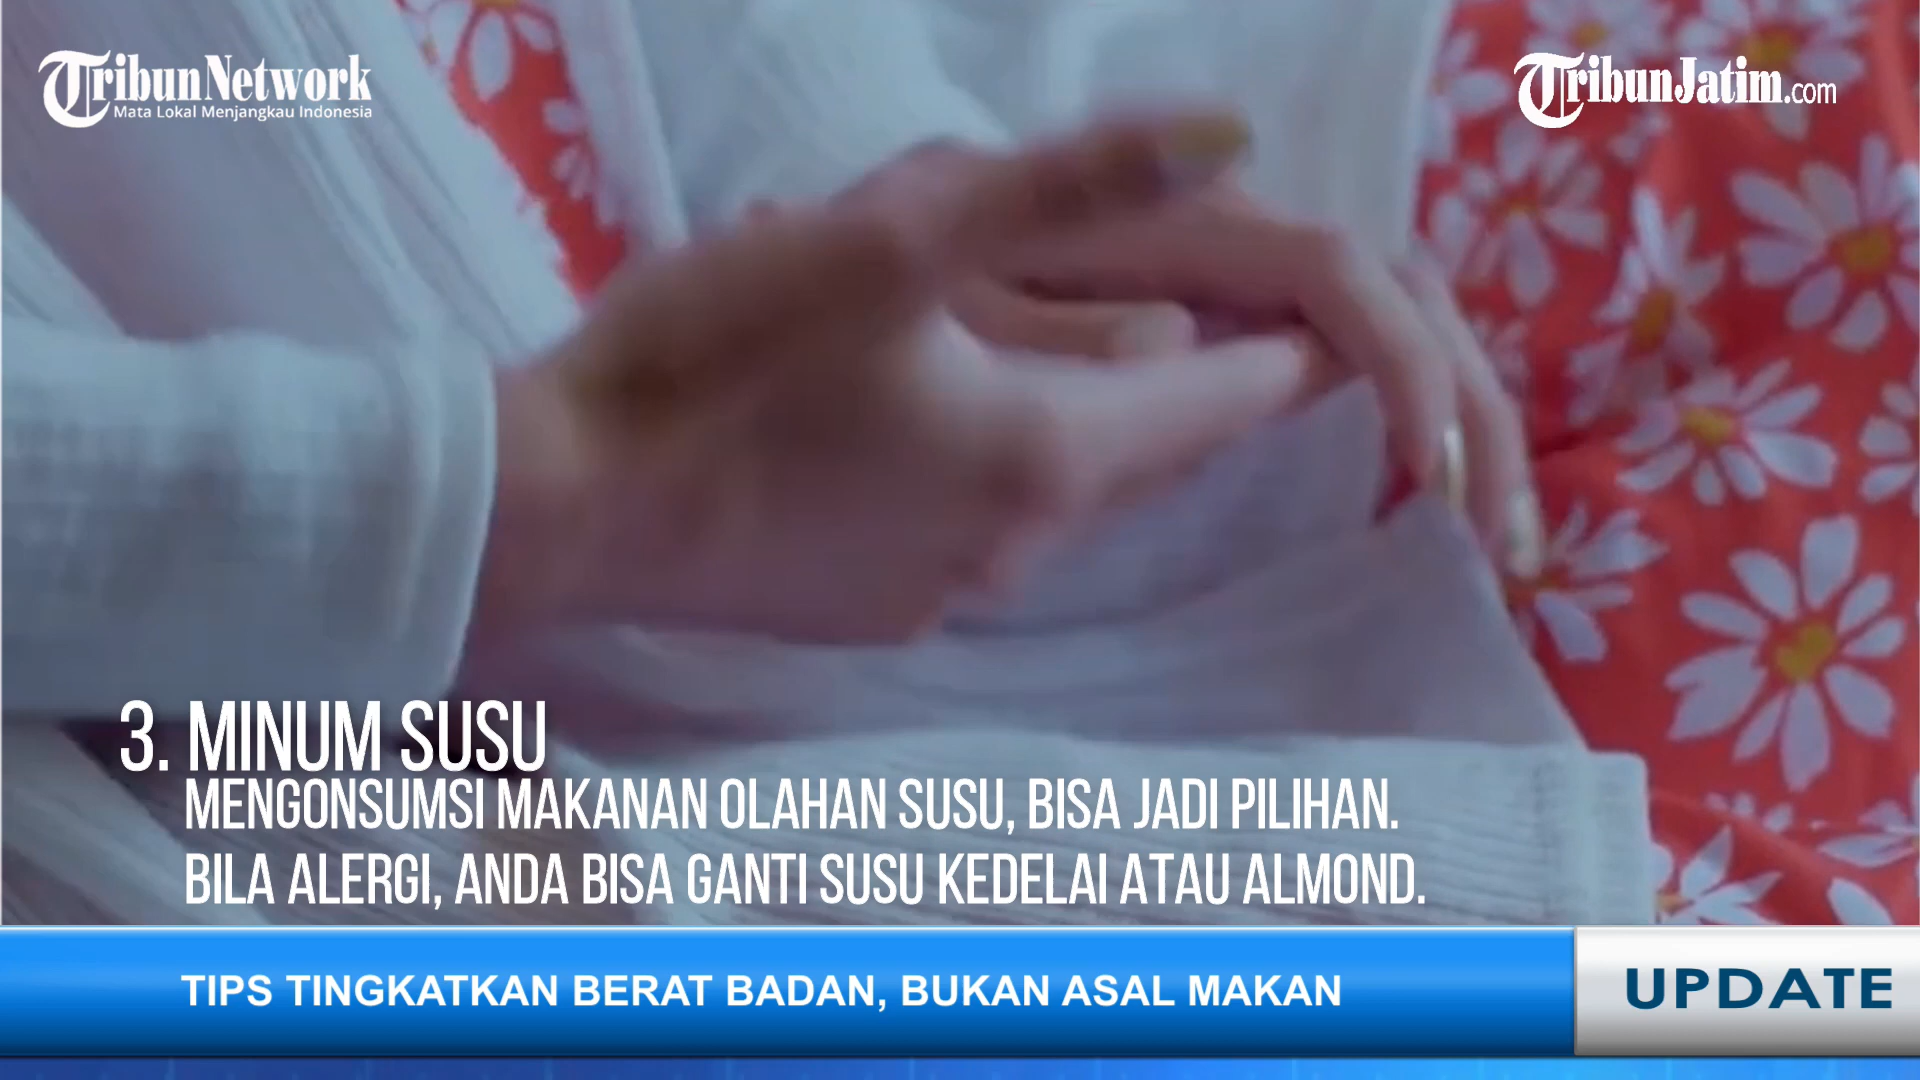 TribunNetwork
Mata Lokal Menjangkau Indonesia
TribunJatim.com
3. MINUM SUSU
MENGONSUMSI MAKANAN OLAHAN SUSU, BISA JADI PILIHAN.
BILA ALERGI, ANDA BISA GANTI SUSU KEDELAI ATAU ALMOND.
TIPS TINGKATKAN BERAT BADAN, BUKAN ASAL MAKAN
UPDATE